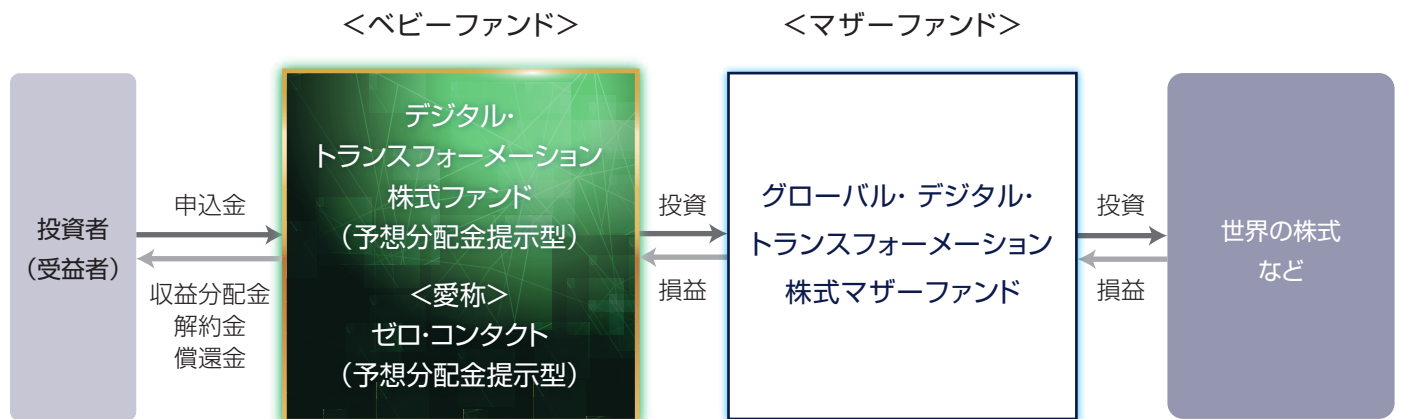 ＜ベビーファンド＞
＜マザーファンド＞
投資者
（受益者）
申込金
収益分配金
解約金
償還金
デジタル・
トランスフォーメーション
株式ファンド
（予想分配金提示型）
＜愛称＞
ゼロ・コンタクト
（予想分配金提示型）
投資
損益
グローバル・ デジタル・
トランスフォーメーション
株式マザーファンド
投資
損益
世界の株式
など